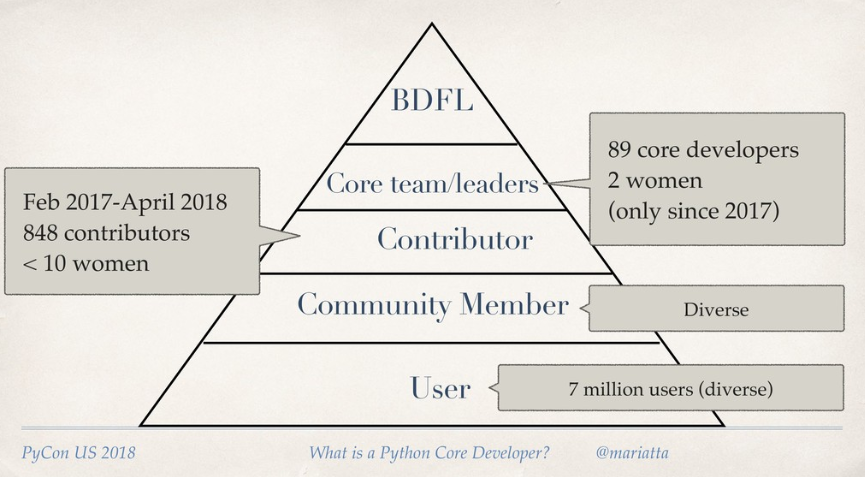 BDFL
Core team/leaders
89 core developers
2 women
(only since 2017)
Feb 2017-April 2018
848 contributors
< 10 women
Contributor
Community Member
Diverse
User
7 million users (diverse)
PyCon US 2018
What is a Python Core Developer?
@mariatta